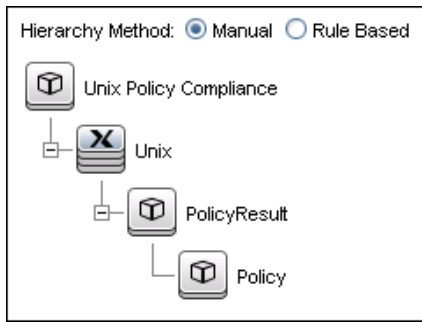 Hierarchy Method: Manual Rule Based
Unix Policy Compliance
Unix
PolicyResult
Policy